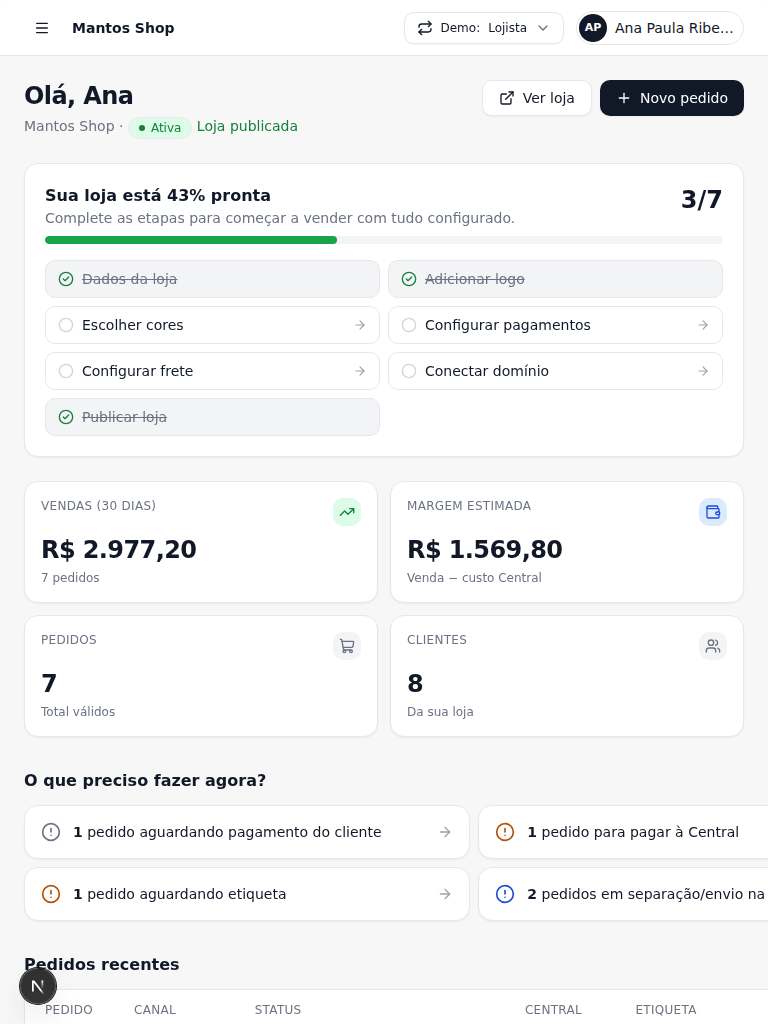 Mantos Shop
Demo: Lojista
AP
Ana Paula Ribe...
Olá, Ana
Mantos Shop · Ativa Loja publicada
Ver loja
Novo pedido
Sua loja está 43% pronta
3/7
Complete as etapas para começar a vender com tudo configurado.
Dados da loja
Adicionar logo
Escolher cores
Configurar pagamentos
Configurar frete
Conectar domínio
Publicar loja
VENDAS (30 DIAS)
R$ 2.977,20
7 pedidos
MARGEM ESTIMADA
R$ 1.569,80
Venda − custo Central
PEDIDOS
7
Total válidos
CLIENTES
8
Da sua loja
O que preciso fazer agora?
1 pedido aguardando pagamento do cliente
1 pedido para pagar à Central
1 pedido aguardando etiqueta
2 pedidos em separação/envio na
Pedidos recentes
N
PEDIDO CANAL STATUS CENTRAL ETIQUETA